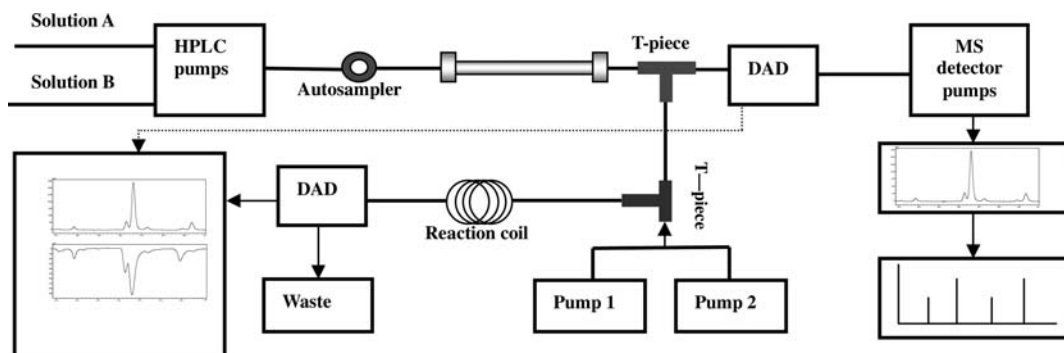 Solution A
HPLC
pumps
Solution B
Autosampler
T-piece
DAD
MS
detector
pumps
DAD
Reaction coil
T—piece
Waste
Pump 1
Pump 2